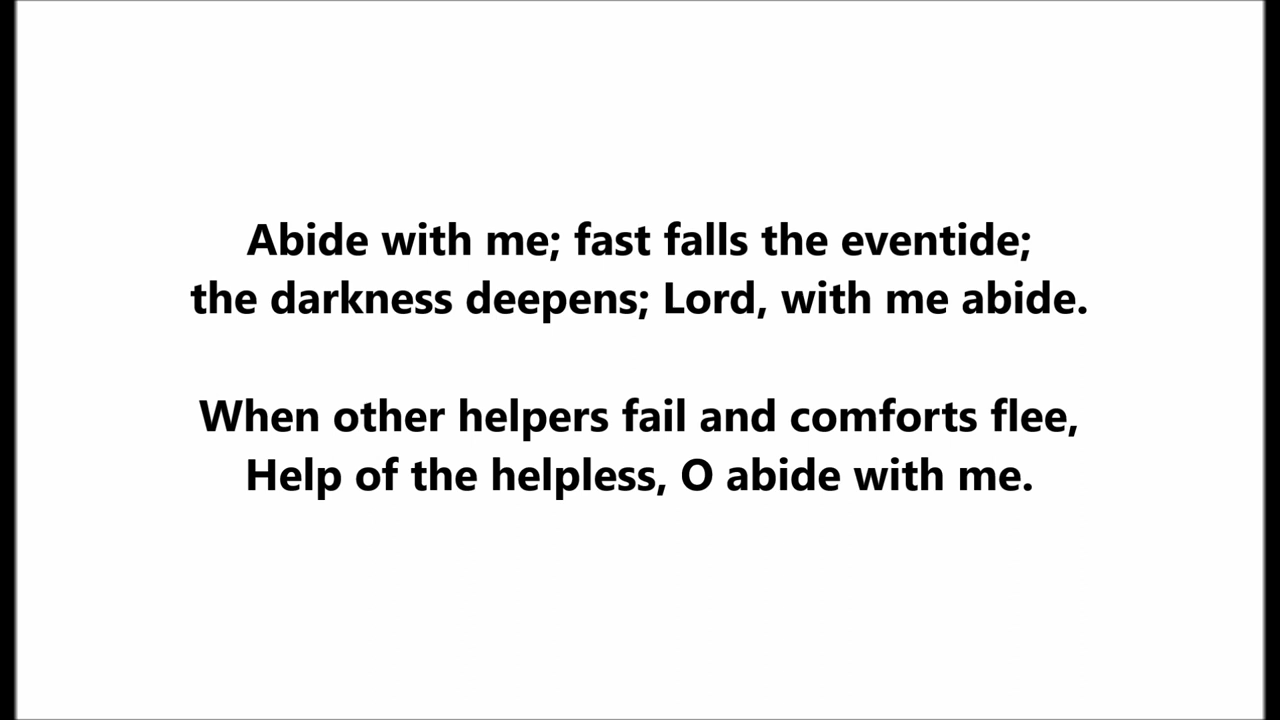 Abide with me; fast falls the eventide;
the darkness deepens; Lord, with me abide.
When other helpers fail and comforts flee,
Help of the helpless, O abide with me.